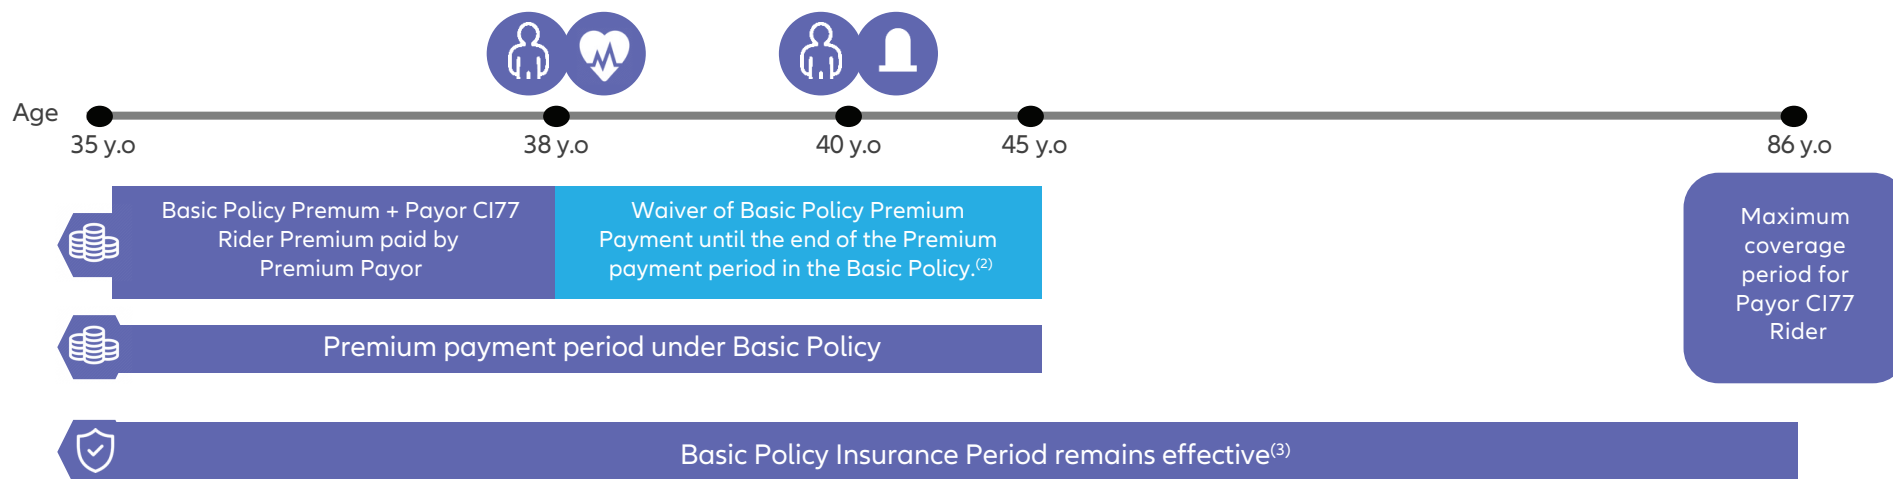 Age
35 y.o
38 y.o
40 y.o
45 y.o
86 y.o
Basic Policy Premum + Payor CI77
Rider Premium paid by
Premium Payor
Waiver of Basic Policy Premium
Payment until the end of the Premium
payment period in the Basic Policy.(2)
Maximum
coverage
period for
Payor CI77
Rider
Premium payment period under Basic Policy
Basic Policy Insurance Period remains effective(3)